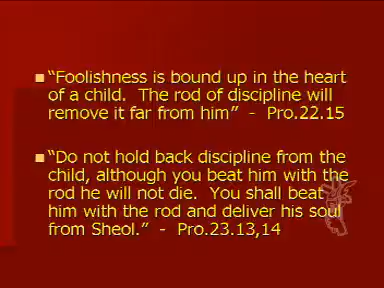 “Foolishness is bound up in the heart
of a child.  The rod of discipline will
remove it far from him”  -  Pro.22.15
“Do not hold back discipline from the
child, although you beat him with the
rod he will not die.  You shall beat
him with the rod and deliver his soul
from Sheol.”  -  Pro.23.13,14